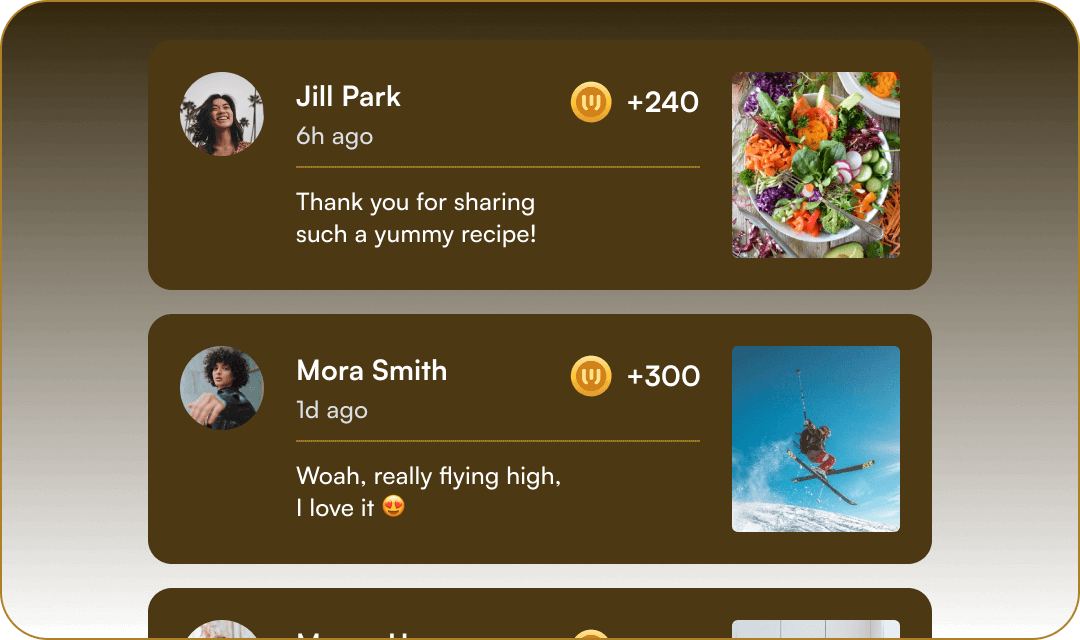 Jill Park
+240
6h ago
Thank you for sharing
such a yummy recipe!
Mora Smith
+300
1d ago
Woah, really flying high,
I love it 😍